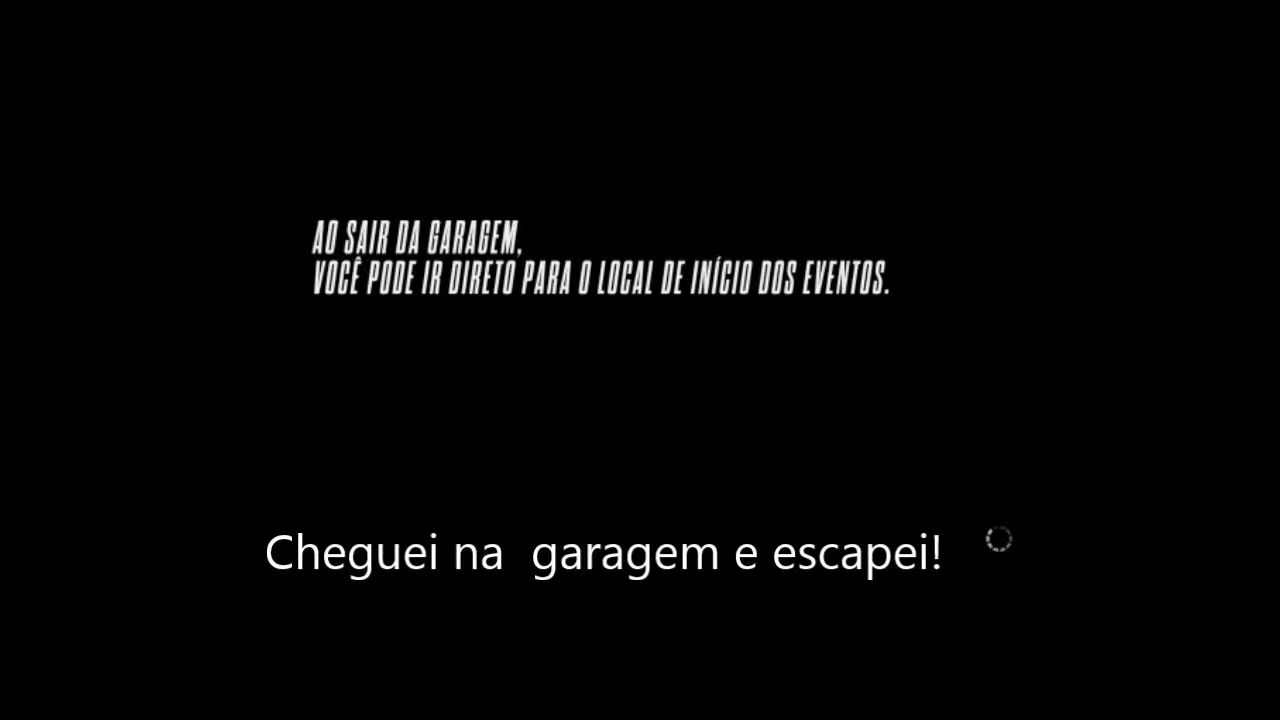 AO SAIR DA GARAGEM,
VOCÊ PODE IR DIRETO PARA O LOCAL DE INÍCIO DOS EVENTOS.
Cheguei na  garagem e escapei!